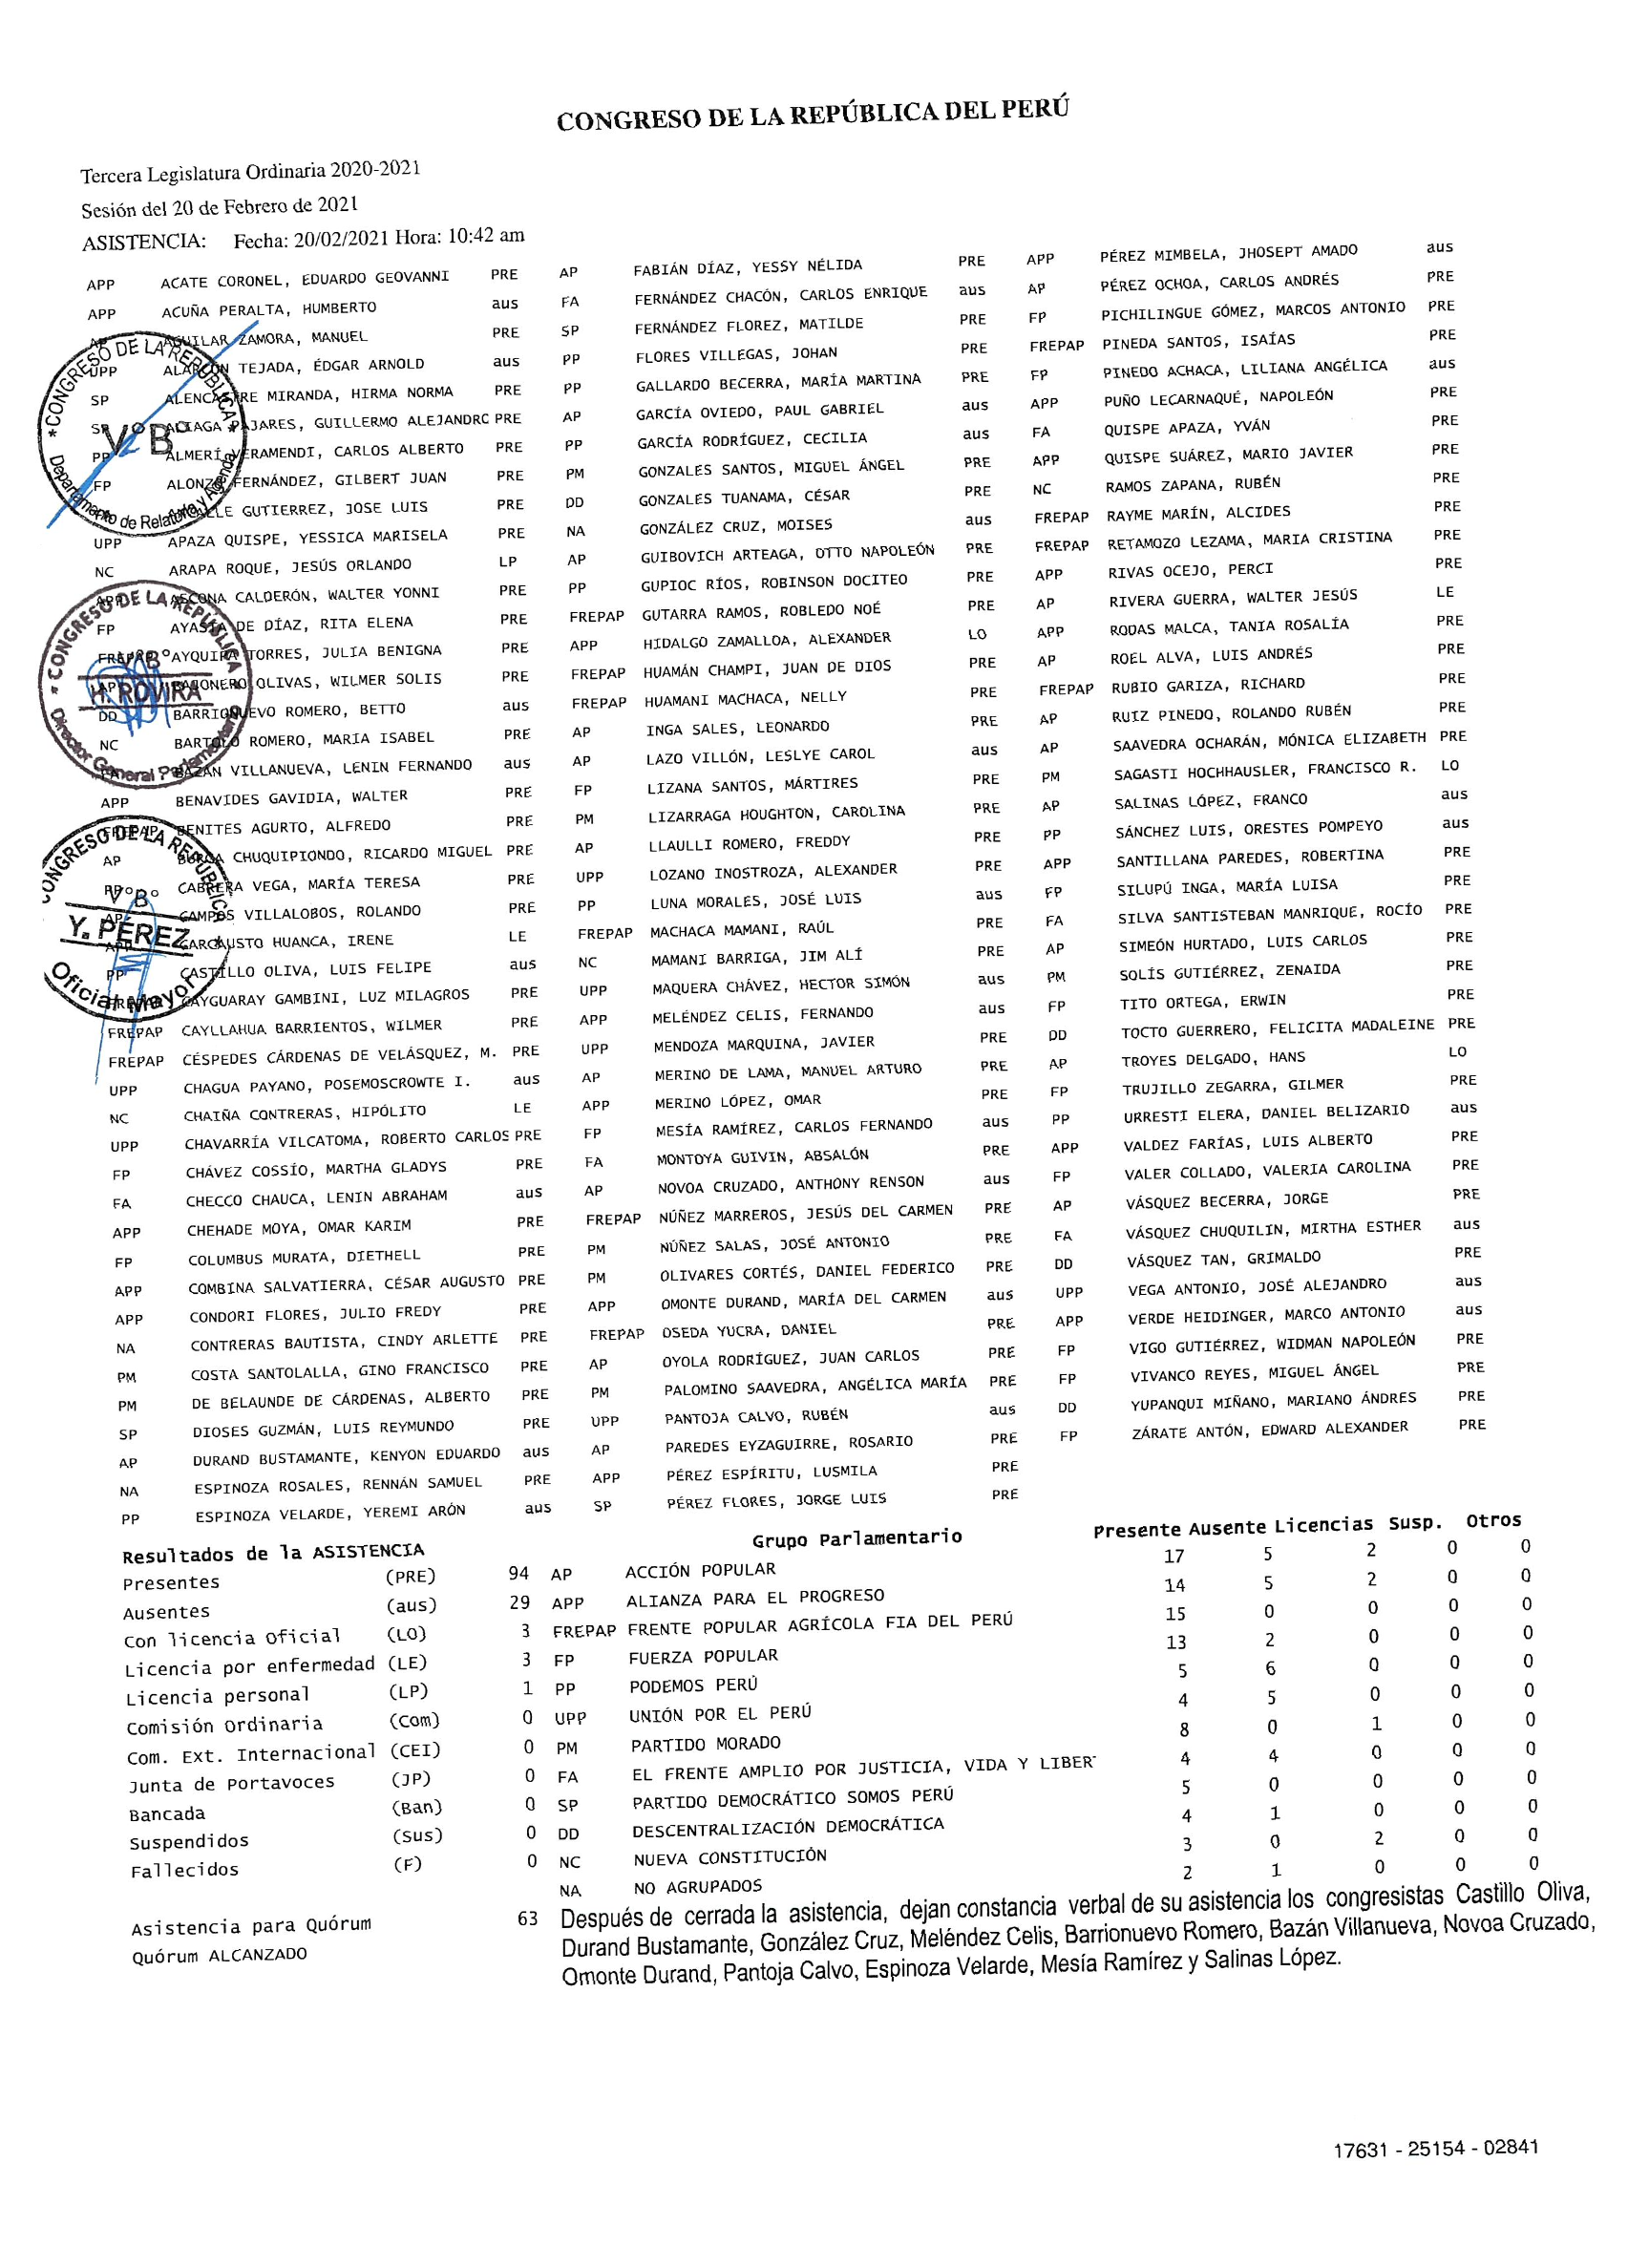 CONGRESO DE LA REPÚBLICA DEL PERÚ
Tercera Legislatura Ordinaria 2020-2021
Sesión del 20 de Febrero de 2021
ASISTENCIA: Fecha: 20/02/2021 Hora: 10:42 am
APP ACATE CORONEL, EDUARDO GEOVANNI PRE
APP ACUÑA PERALTA, HUMBERTO aus
AP AGUILAR ZAMORA, MANUEL PRE
UPP ALARCÓN TEJADA, ÉDGAR ARNOLD aus
SP ALENCASTRE MIRANDA, HIRMA NORMA PRE
SP ALIAGA PAJARES, GUILLERMO ALEJANDRO PRE
PP ALMERÍ VERAMENDI, CARLOS ALBERTO PRE
FP ALONZO FERNÁNDEZ, GILBERT JUAN PRE
GUTIERREZ, JOSE LUIS PRE
UPP APAZA QUISPE, YESSICA MARISELA PRE
NC ARAPA ROQUE, JESÚS ORLANDO LP
APP ASCONA CALDERÓN, WALTER YONNI PRE
FP AYASTA DE DÍAZ, RITA ELENA PRE
FREPAP AYQUIPA TORRES, JULIA BENIGNA PRE
AP BAJONERO OLIVAS, WILMER SOLIS PRE
DD BARRIONUEVO ROMERO, BETTO aus
NC BARTOLO ROMERO, MARIA ISABEL PRE
FA BAZÁN VILLANUEVA, LENIN FERNANDO aus
APP BENAVIDES GAVIDIA, WALTER PRE
FREPAP BENITES AGURTO, ALFREDO PRE
AP BURGA CHUQUIPIONDO, RICARDO MIGUEL PRE
PP CABRERA VEGA, MARÍA TERESA PRE
AP CAMPOS VILLALOBOS, ROLANDO PRE
APP CARCAUSTO HUANCA, IRENE LE
PP CASTILLO OLIVA, LUIS FELIPE aus
FREPAP CAYGUARAY GAMBINI, LUZ MILAGROS PRE
FREPAP CAYLLAHUA BARRIENTOS, WILMER PRE
FREPAP CÉSPEDES CÁRDENAS DE VELÁSQUEZ, M. PRE
UPP CHAGUA PAYANO, POSEMOSCROWTE I. aus
NC CHAIÑA CONTRERAS, HIPÓLITO LE
UPP CHAVARRÍA VILCATOMA, ROBERTO CARLOS PRE
FP CHÁVEZ COSSÍO, MARTHA GLADYS PRE
FA CHECCO CHAUCA, LENIN ABRAHAM aus
APP CHEHADE MOYA, OMAR KARIM PRE
FP COLUMBUS MURATA, DIETHELL PRE
APP COMBINA SALVATIERRA, CÉSAR AUGUSTO PRE
APP CONDORI FLORES, JULIO FREDY PRE
NA CONTRERAS BAUTISTA, CINDY ARLETTE PRE
PM COSTA SANTOLALLA, GINO FRANCISCO PRE
PM DE BELAUNDE DE CÁRDENAS, ALBERTO PRE
SP DIOSES GUZMÁN, LUIS REYMUNDO PRE
AP DURAND BUSTAMANTE, KENYON EDUARDO aus
NA ESPINOZA ROSALES, RENNÁN SAMUEL PRE
PP ESPINOZA VELARDE, YEREMI ARÓN aus
AP FABIÁN DÍAZ, YESSY NÉLIDA PRE
FA FERNÁNDEZ CHACÓN, CARLOS ENRIQUE aus
SP FERNÁNDEZ FLOREZ, MATILDE PRE
PP FLORES VILLEGAS, JOHAN PRE
PP GALLARDO BECERRA, MARÍA MARTINA PRE
AP GARCÍA OVIEDO, PAUL GABRIEL aus
PP GARCÍA RODRÍGUEZ, CECILIA aus
PM GONZALES SANTOS, MIGUEL ÁNGEL PRE
DD GONZALES TUANAMA, CÉSAR PRE
NA GONZÁLEZ CRUZ, MOISES aus
AP GUIBOVICH ARTEAGA, OTTO NAPOLEÓN PRE
PP GUPIOC RÍOS, ROBINSON DOCITEO PRE
FREPAP GUTARRA RAMOS, ROBLEDO NOÉ PRE
APP HIDALGO ZAMALLOA, ALEXANDER LO
FREPAP HUAMÁN CHAMPI, JUAN DE DIOS PRE
FREPAP HUAMANI MACHACA, NELLY PRE
AP INGA SALES, LEONARDO PRE
AP LAZO VILLÓN, LESLYE CAROL aus
FP LIZANA SANTOS, MÁRTIRES PRE
PM LIZARRAGA HOUGHTON, CAROLINA PRE
AP LLAULLI ROMERO, FREDDY PRE
UPP LOZANO INOSTROZA, ALEXANDER PRE
PP LUNA MORALES, JOSÉ LUIS aus
FREPAP MACHACA MAMANI, RAÚL PRE
NC MAMANI BARRIGA, JIM ALÍ PRE
UPP MAQUERA CHÁVEZ, HECTOR SIMÓN aus
APP MELÉNDEZ CELIS, FERNANDO aus
UPP MENDOZA MARQUINA, JAVIER PRE
AP MERINO DE LAMA, MANUEL ARTURO PRE
APP MERINO LÓPEZ, OMAR PRE
FP MESÍA RAMÍREZ, CARLOS FERNANDO aus
FA MONTOYA GUIVIN, ABSALÓN PRE
AP NOVOA CRUZADO, ANTHONY RENSON aus
FREPAP NÚÑEZ MARREROS, JESÚS DEL CARMEN PRE
PM NÚÑEZ SALAS, JOSÉ ANTONIO PRE
PM OLIVARES CORTÉS, DANIEL FEDERICO PRE
APP OMONTE DURAND, MARÍA DEL CARMEN aus
FREPAP OSEDA YUCRA, DANIEL PRE
AP OYOLA RODRÍGUEZ, JUAN CARLOS PRE
PM PALOMINO SAAVEDRA, ANGÉLICA MARÍA PRE
UPP PANTOJA CALVO, RUBÉN aus
AP PAREDES EYZAGUIRRE, ROSARIO PRE
APP PÉREZ ESPÍRITU, LUSMILA PRE
SP PÉREZ FLORES, JORGE LUIS PRE
APP PÉREZ MIMBELA, JHOSEPT AMADO aus
AP PÉREZ OCHOA, CARLOS ANDRÉS PRE
FP PICHILINGUE GÓMEZ, MARCOS ANTONIO PRE
FREPAP PINEDA SANTOS, ISAÍAS PRE
FP PINEDO ACHACA, LILIANA ANGÉLICA aus
APP PUÑO LECARNAQUÉ, NAPOLEÓN PRE
FA QUISPE APAZA, YVÁN PRE
APP QUISPE SUÁREZ, MARIO JAVIER PRE
NC RAMOS ZAPANA, RUBÉN PRE
FREPAP RAYME MARÍN, ALCIDES PRE
FREPAP RETAMOZO LEZAMA, MARIA CRISTINA PRE
APP RIVAS OCEJO, PERCI PRE
AP RIVERA GUERRA, WALTER JESÚS LE
APP RODAS MALCA, TANIA ROSALÍA PRE
AP ROEL ALVA, LUIS ANDRÉS PRE
FREPAP RUBIO GARIZA, RICHARD PRE
AP RUIZ PINEDO, ROLANDO RUBÉN PRE
AP SAAVEDRA OCHARÁN, MÓNICA ELIZABETH PRE
PM SAGASTI HOCHHAUSLER, FRANCISCO R. LO
AP SALINAS LÓPEZ, FRANCO aus
PP SÁNCHEZ LUIS, ORESTES POMPEYO aus
APP SANTILLANA PAREDES, ROBERTINA PRE
FP SILUPÚ INGA, MARÍA LUISA PRE
FA SILVA SANTISTEBAN MANRIQUE, ROCÍO PRE
AP SIMEÓN HURTADO, LUIS CARLOS PRE
PM SOLÍS GUTIÉRREZ, ZENAIDA PRE
FP TITO ORTEGA, ERWIN PRE
DD TOCTO GUERRERO, FELICITA MADALEINE PRE
AP TROYES DELGADO, HANS LO
FP TRUJILLO ZEGARRA, GILMER PRE
PP URRESTI ELERA, DANIEL BELIZARIO aus
APP VALDEZ FARÍAS, LUIS ALBERTO PRE
FP VALER COLLADO, VALERIA CAROLINA PRE
AP VÁSQUEZ BECERRA, JORGE PRE
FA VÁSQUEZ CHUQUILIN, MIRTHA ESTHER aus
DD VÁSQUEZ TAN, GRIMALDO PRE
UPP VEGA ANTONIO, JOSÉ ALEJANDRO aus
APP VERDE HEIDINGER, MARCO ANTONIO aus
FP VIGO GUTIÉRREZ, WIDMAN NAPOLEÓN PRE
FP VIVANCO REYES, MIGUEL ÁNGEL PRE
DD YUPANQUI MIÑANO, MARIANO ÁNDRES PRE
FP ZÁRATE ANTÓN, EDWARD ALEXANDER PRE
*CONGRESO DE LA REPÚBLICA*
V°B°
Departamento de Relatoría y Agenda
*CONGRESO DE LA REPÚBLICA*
V°B°
H. ROVIRA
Director General Parlamentario
CONGRESO DE LA REPÚBLICA
V°B°
Y. PÉREZ
Oficial Mayor
Resultados de la ASISTENCIA
Presentes (PRE) 94
Ausentes (aus) 29
Con licencia Oficial (LO) 3
Licencia por enfermedad (LE) 3
Licencia personal (LP) 1
Comisión Ordinaria (Com) 0
Com. Ext. Internacional (CEI) 0
Junta de Portavoces (JP) 0
Bancada (Ban) 0
Suspendidos (Sus) 0
Fallecidos (F) 0
Asistencia para Quórum 63
Quórum ALCANZADO
Grupo Parlamentario Presente Ausente Licencias Susp. Otros
AP ACCIÓN POPULAR 17 5 2 0 0
APP ALIANZA PARA EL PROGRESO 14 5 2 0 0
FREPAP FRENTE POPULAR AGRÍCOLA FIA DEL PERÚ 15 0 0 0 0
FP FUERZA POPULAR 13 2 0 0 0
PP PODEMOS PERÚ 5 6 0 0 0
UPP UNIÓN POR EL PERÚ 4 5 0 0 0
PM PARTIDO MORADO 8 0 1 0 0
FA EL FRENTE AMPLIO POR JUSTICIA, VIDA Y LIBER 4 4 0 0 0
SP PARTIDO DEMOCRÁTICO SOMOS PERÚ 5 0 0 0 0
DD DESCENTRALIZACIÓN DEMOCRÁTICA 4 1 0 0 0
NC NUEVA CONSTITUCIÓN 3 0 2 0 0
NA NO AGRUPADOS 2 1 0 0 0
Después de cerrada la asistencia, dejan constancia verbal de su asistencia los congresistas Castillo Oliva,
Durand Bustamante, González Cruz, Meléndez Celis, Barrionuevo Romero, Bazán Villanueva, Novoa Cruzado,
Omonte Durand, Pantoja Calvo, Espinoza Velarde, Mesía Ramírez y Salinas López.
17631 - 25154 - 02841